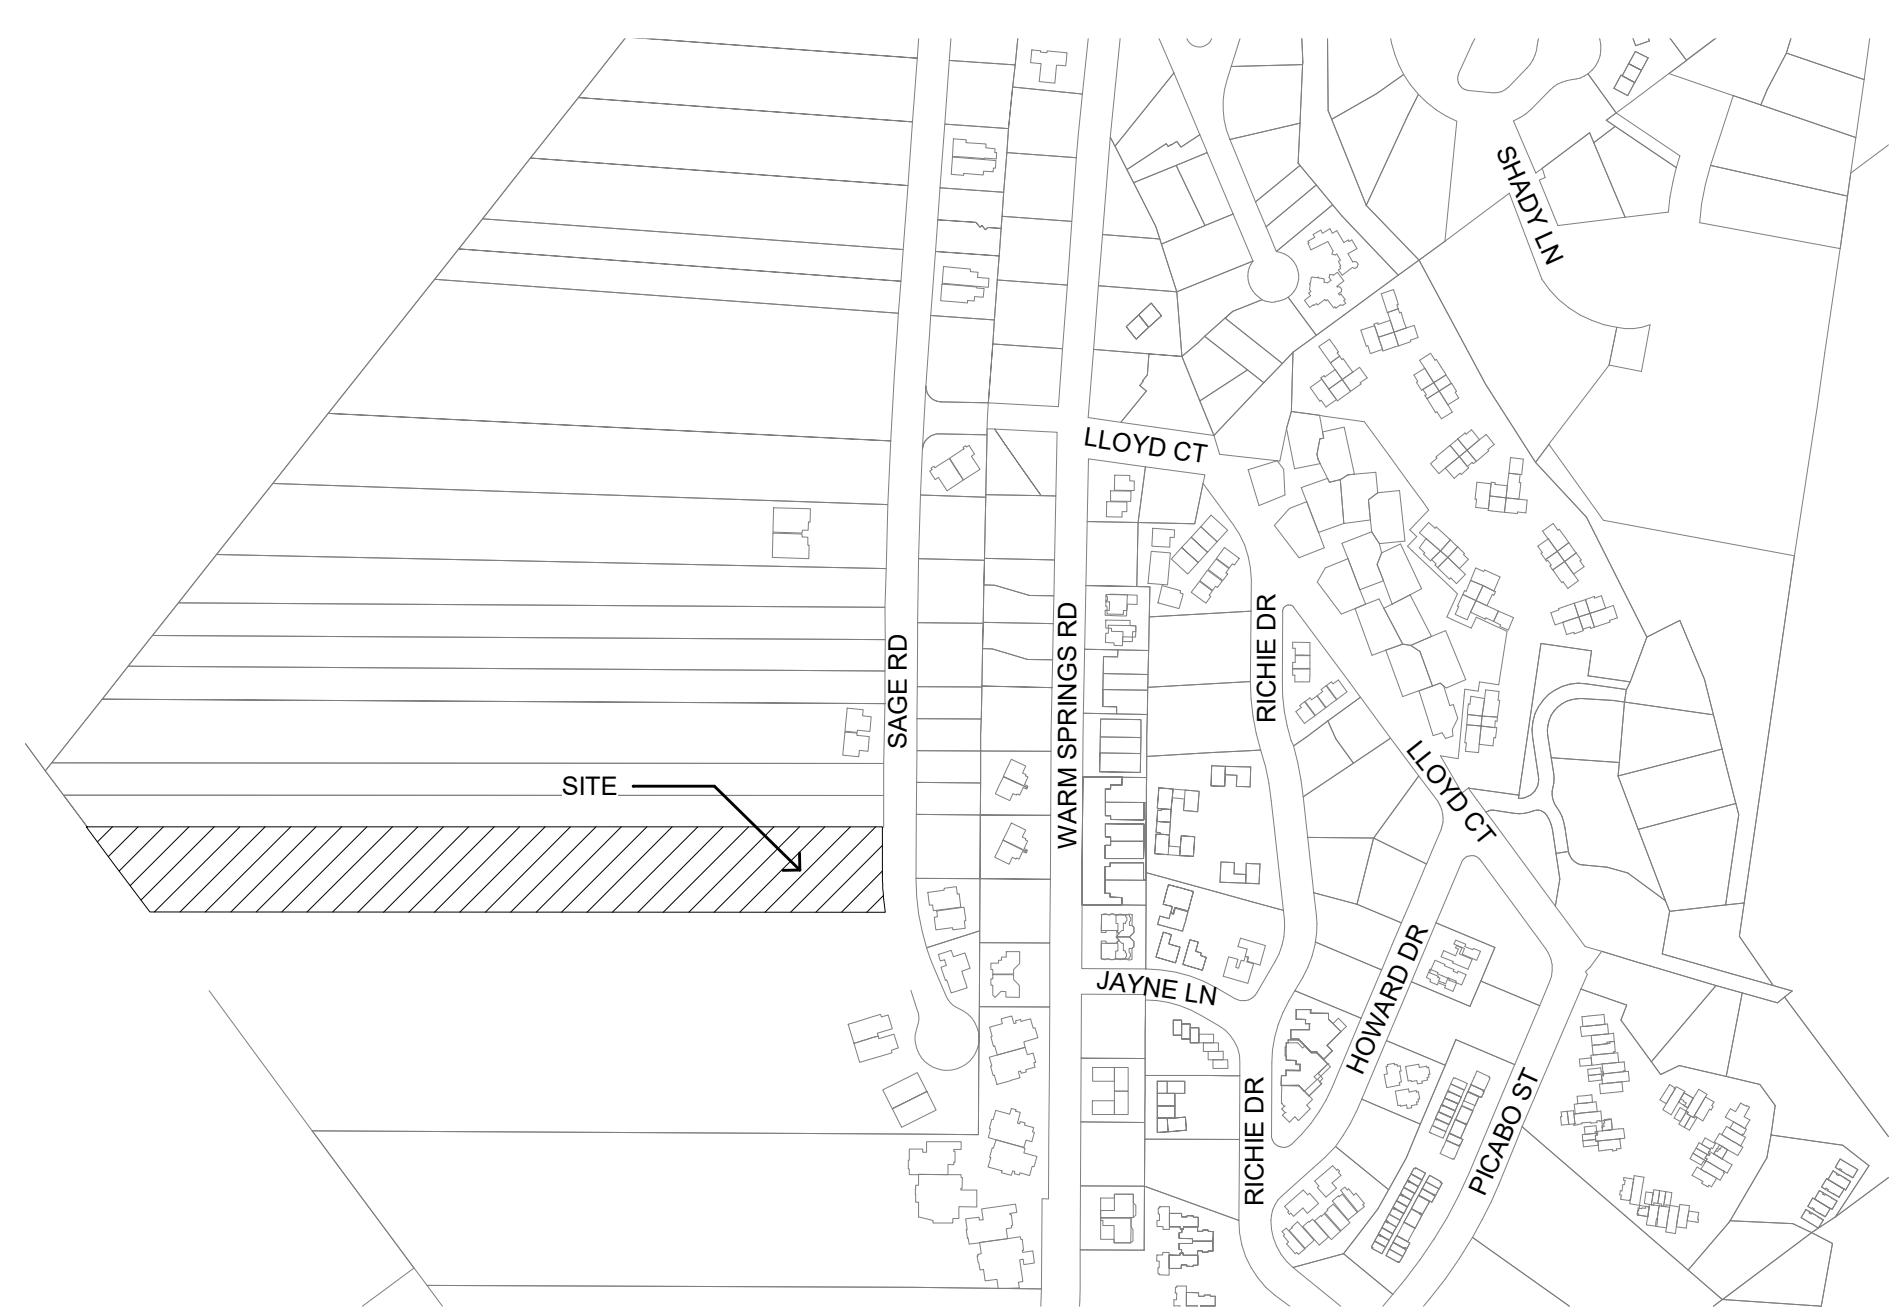 SHADY LN
LLOYD CT
RICHIE DR
WARM SPRINGS RD
SAGE RD
LLOYD CT
SITE
HOWARD DR
JAYNE LN
RICHIE DR
PICABO ST